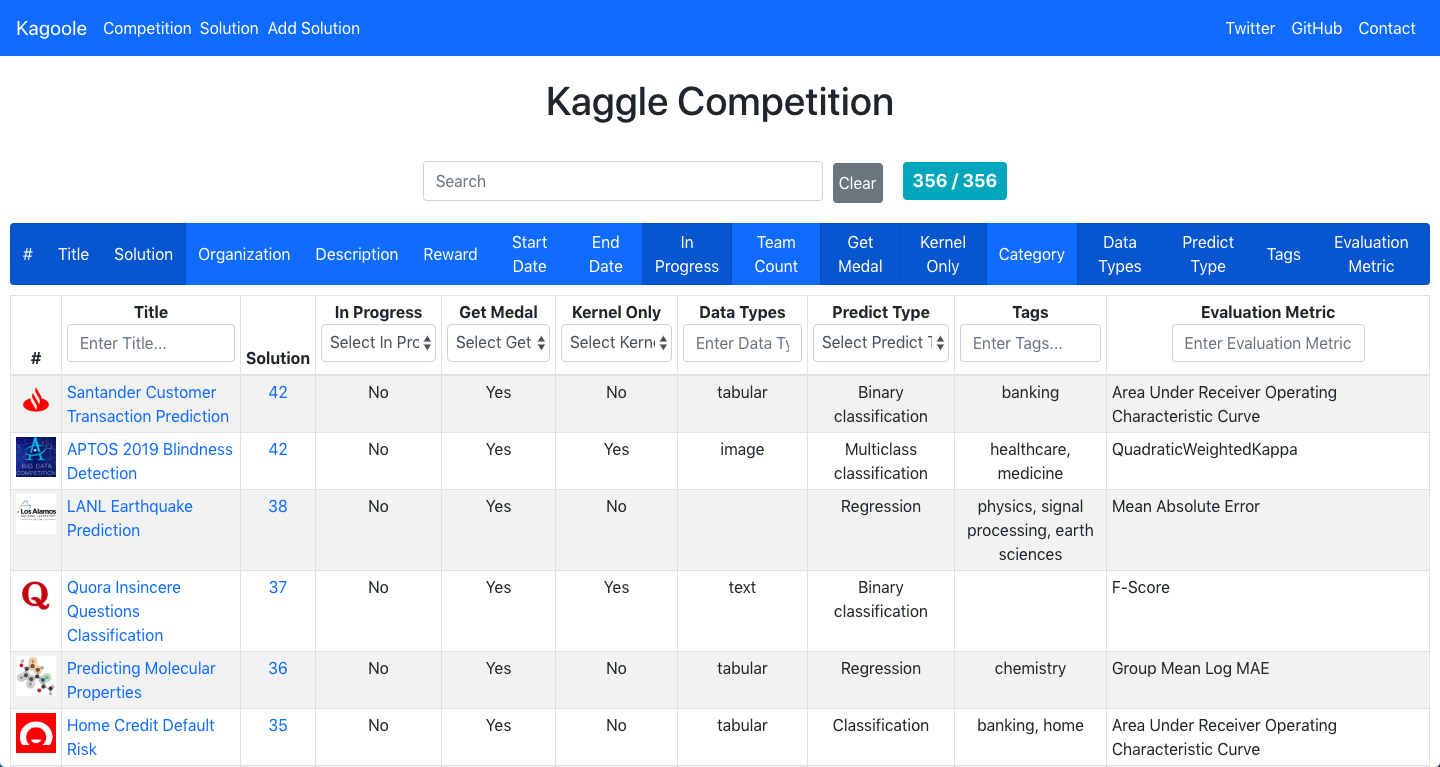 Kagoole Competition Solution Add Solution Twitter GitHub Contact
Kaggle Competition
Search Clear 356 / 356
# Title Solution Organization Description Reward Start Date End Date In Progress Team Count Get Medal Kernel Only Category Data Types Predict Type Tags Evaluation Metric
Title In Progress Get Medal Kernel Only Data Types Predict Type Tags Evaluation Metric
Enter Title... Select In Pro Select Get Select Kern Enter Data Ty Select Predict T Enter Tags... Enter Evaluation Metric
# Solution
Santander Customer 42 No Yes No tabular Binary banking Area Under Receiver Operating
Transaction Prediction classification Characteristic Curve
APTOS 2019 Blindness 42 No Yes Yes image Multiclass healthcare, QuadraticWeightedKappa
Detection classification medicine
LANL Earthquake 38 No Yes No Regression physics, signal Mean Absolute Error
Prediction processing, earth
sciences
Los Alamos
Quora Insincere 37 No Yes Yes text Binary F-Score
Questions classification
Classification
Predicting Molecular 36 No Yes No tabular Regression chemistry Group Mean Log MAE
Properties
Home Credit Default 35 No Yes No tabular Classification banking, home Area Under Receiver Operating
Risk Characteristic Curve